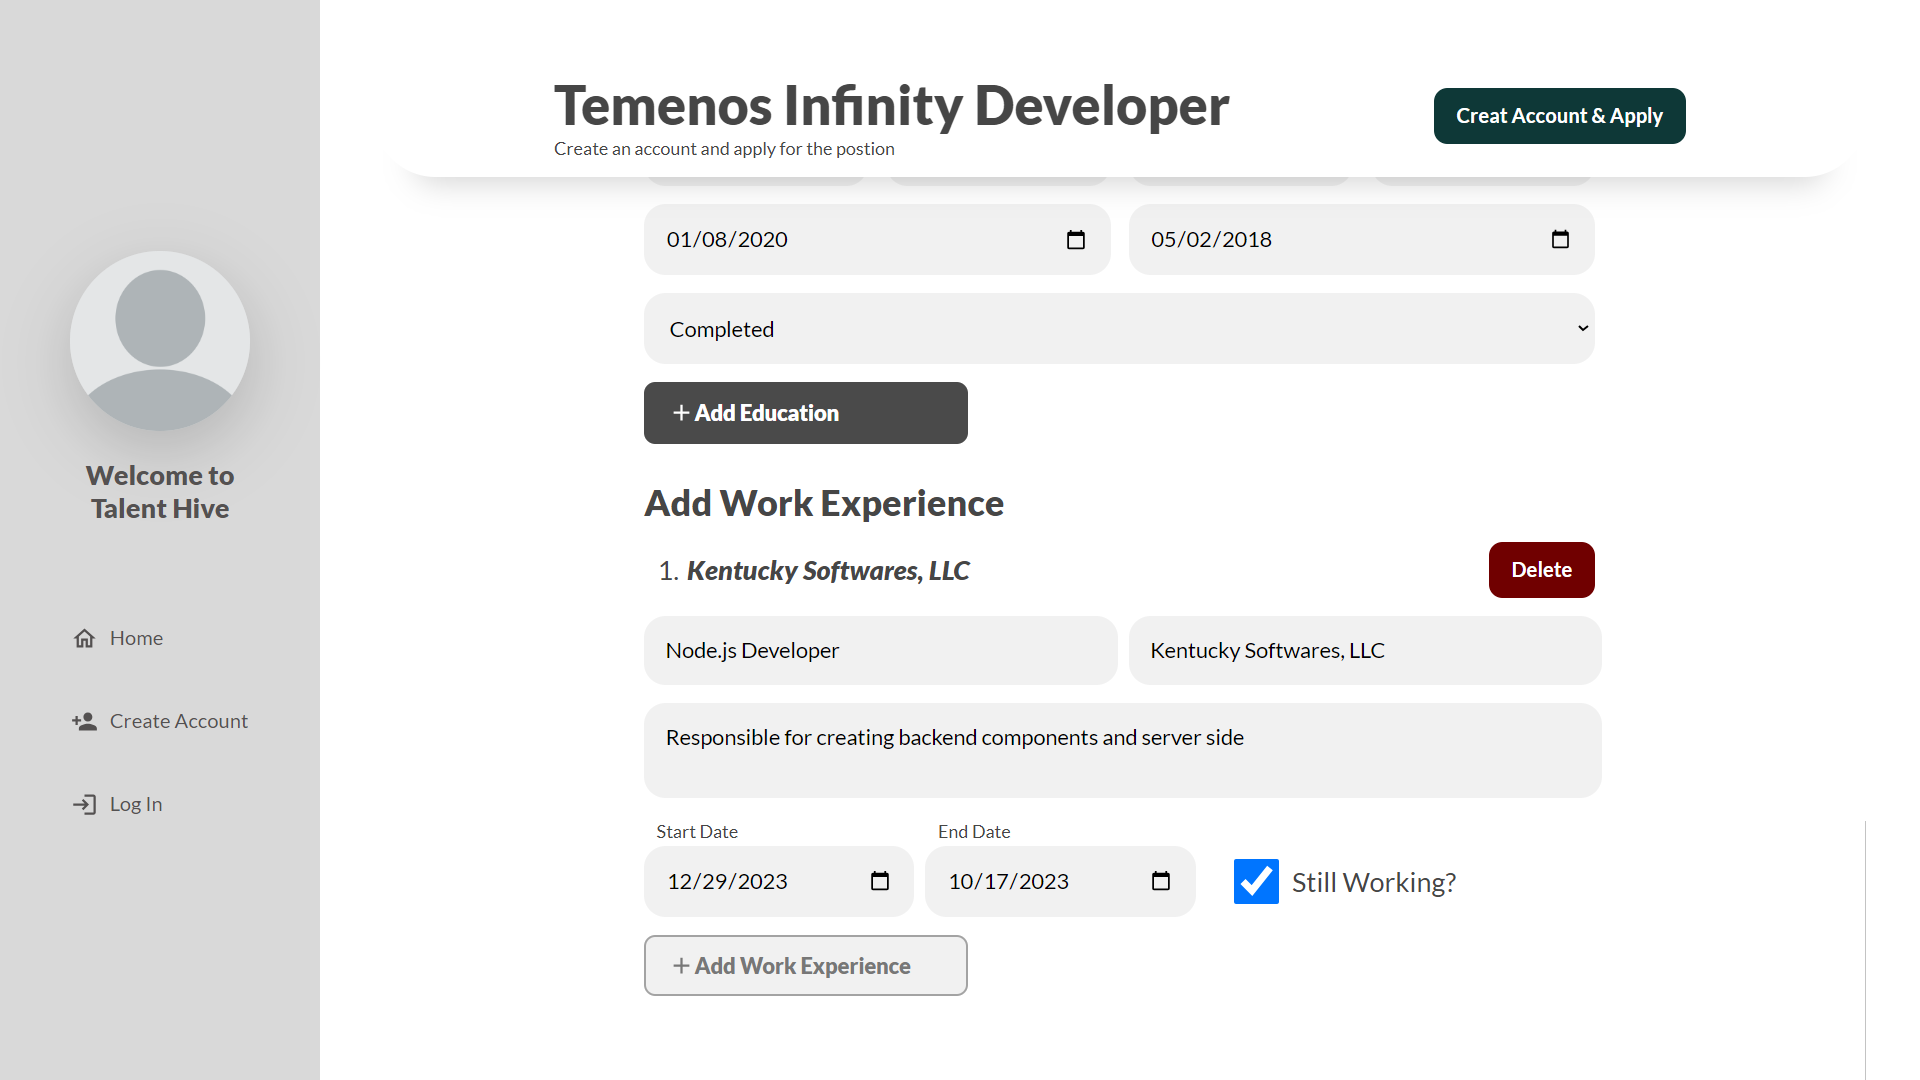 Temenos Infinity Developer
Create an account and apply for the postion
Creat Account & Apply
Welcome to
Talent Hive
Home
Create Account
Log In
01/08/2020
05/02/2018
Completed
+ Add Education
Add Work Experience
1. Kentucky Softwares, LLC
Delete
Node.js Developer
Kentucky Softwares, LLC
Responsible for creating backend components and server side
Start Date
End Date
12/29/2023
10/17/2023
Still Working?
+ Add Work Experience